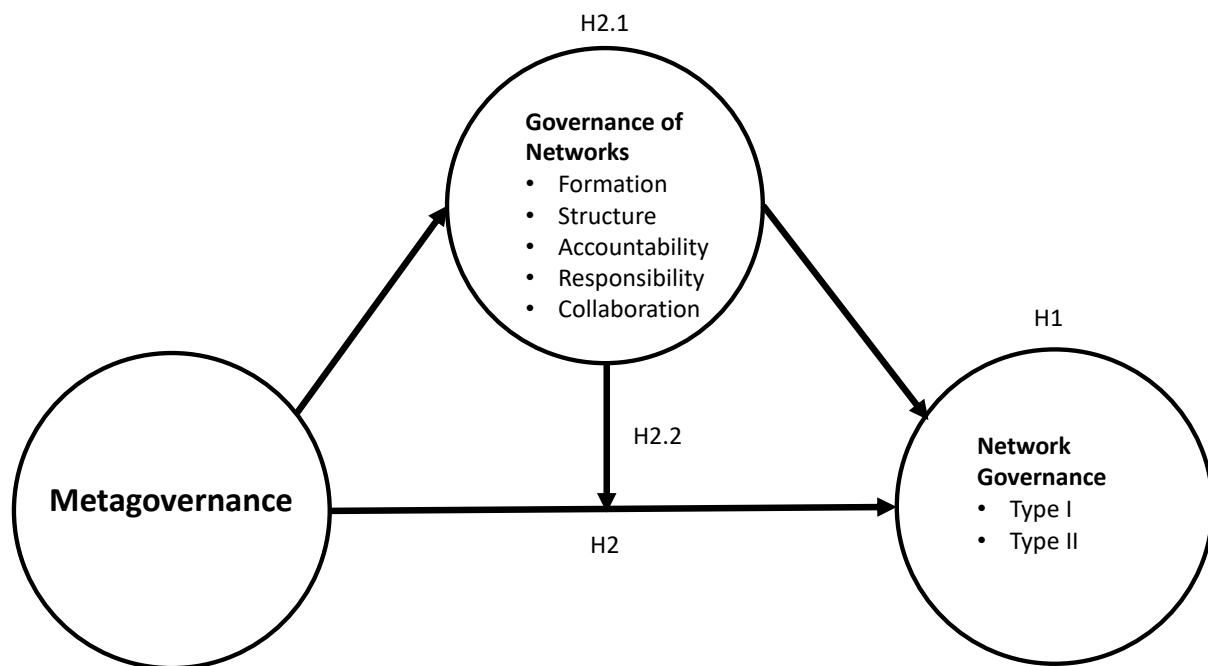 H2.1
Governance of
Networks
• Formation
• Structure
• Accountability
• Responsibility
• Collaboration
H1
H2.2
Network
Governance
• Type I
• Type II
Metagovernance
H2